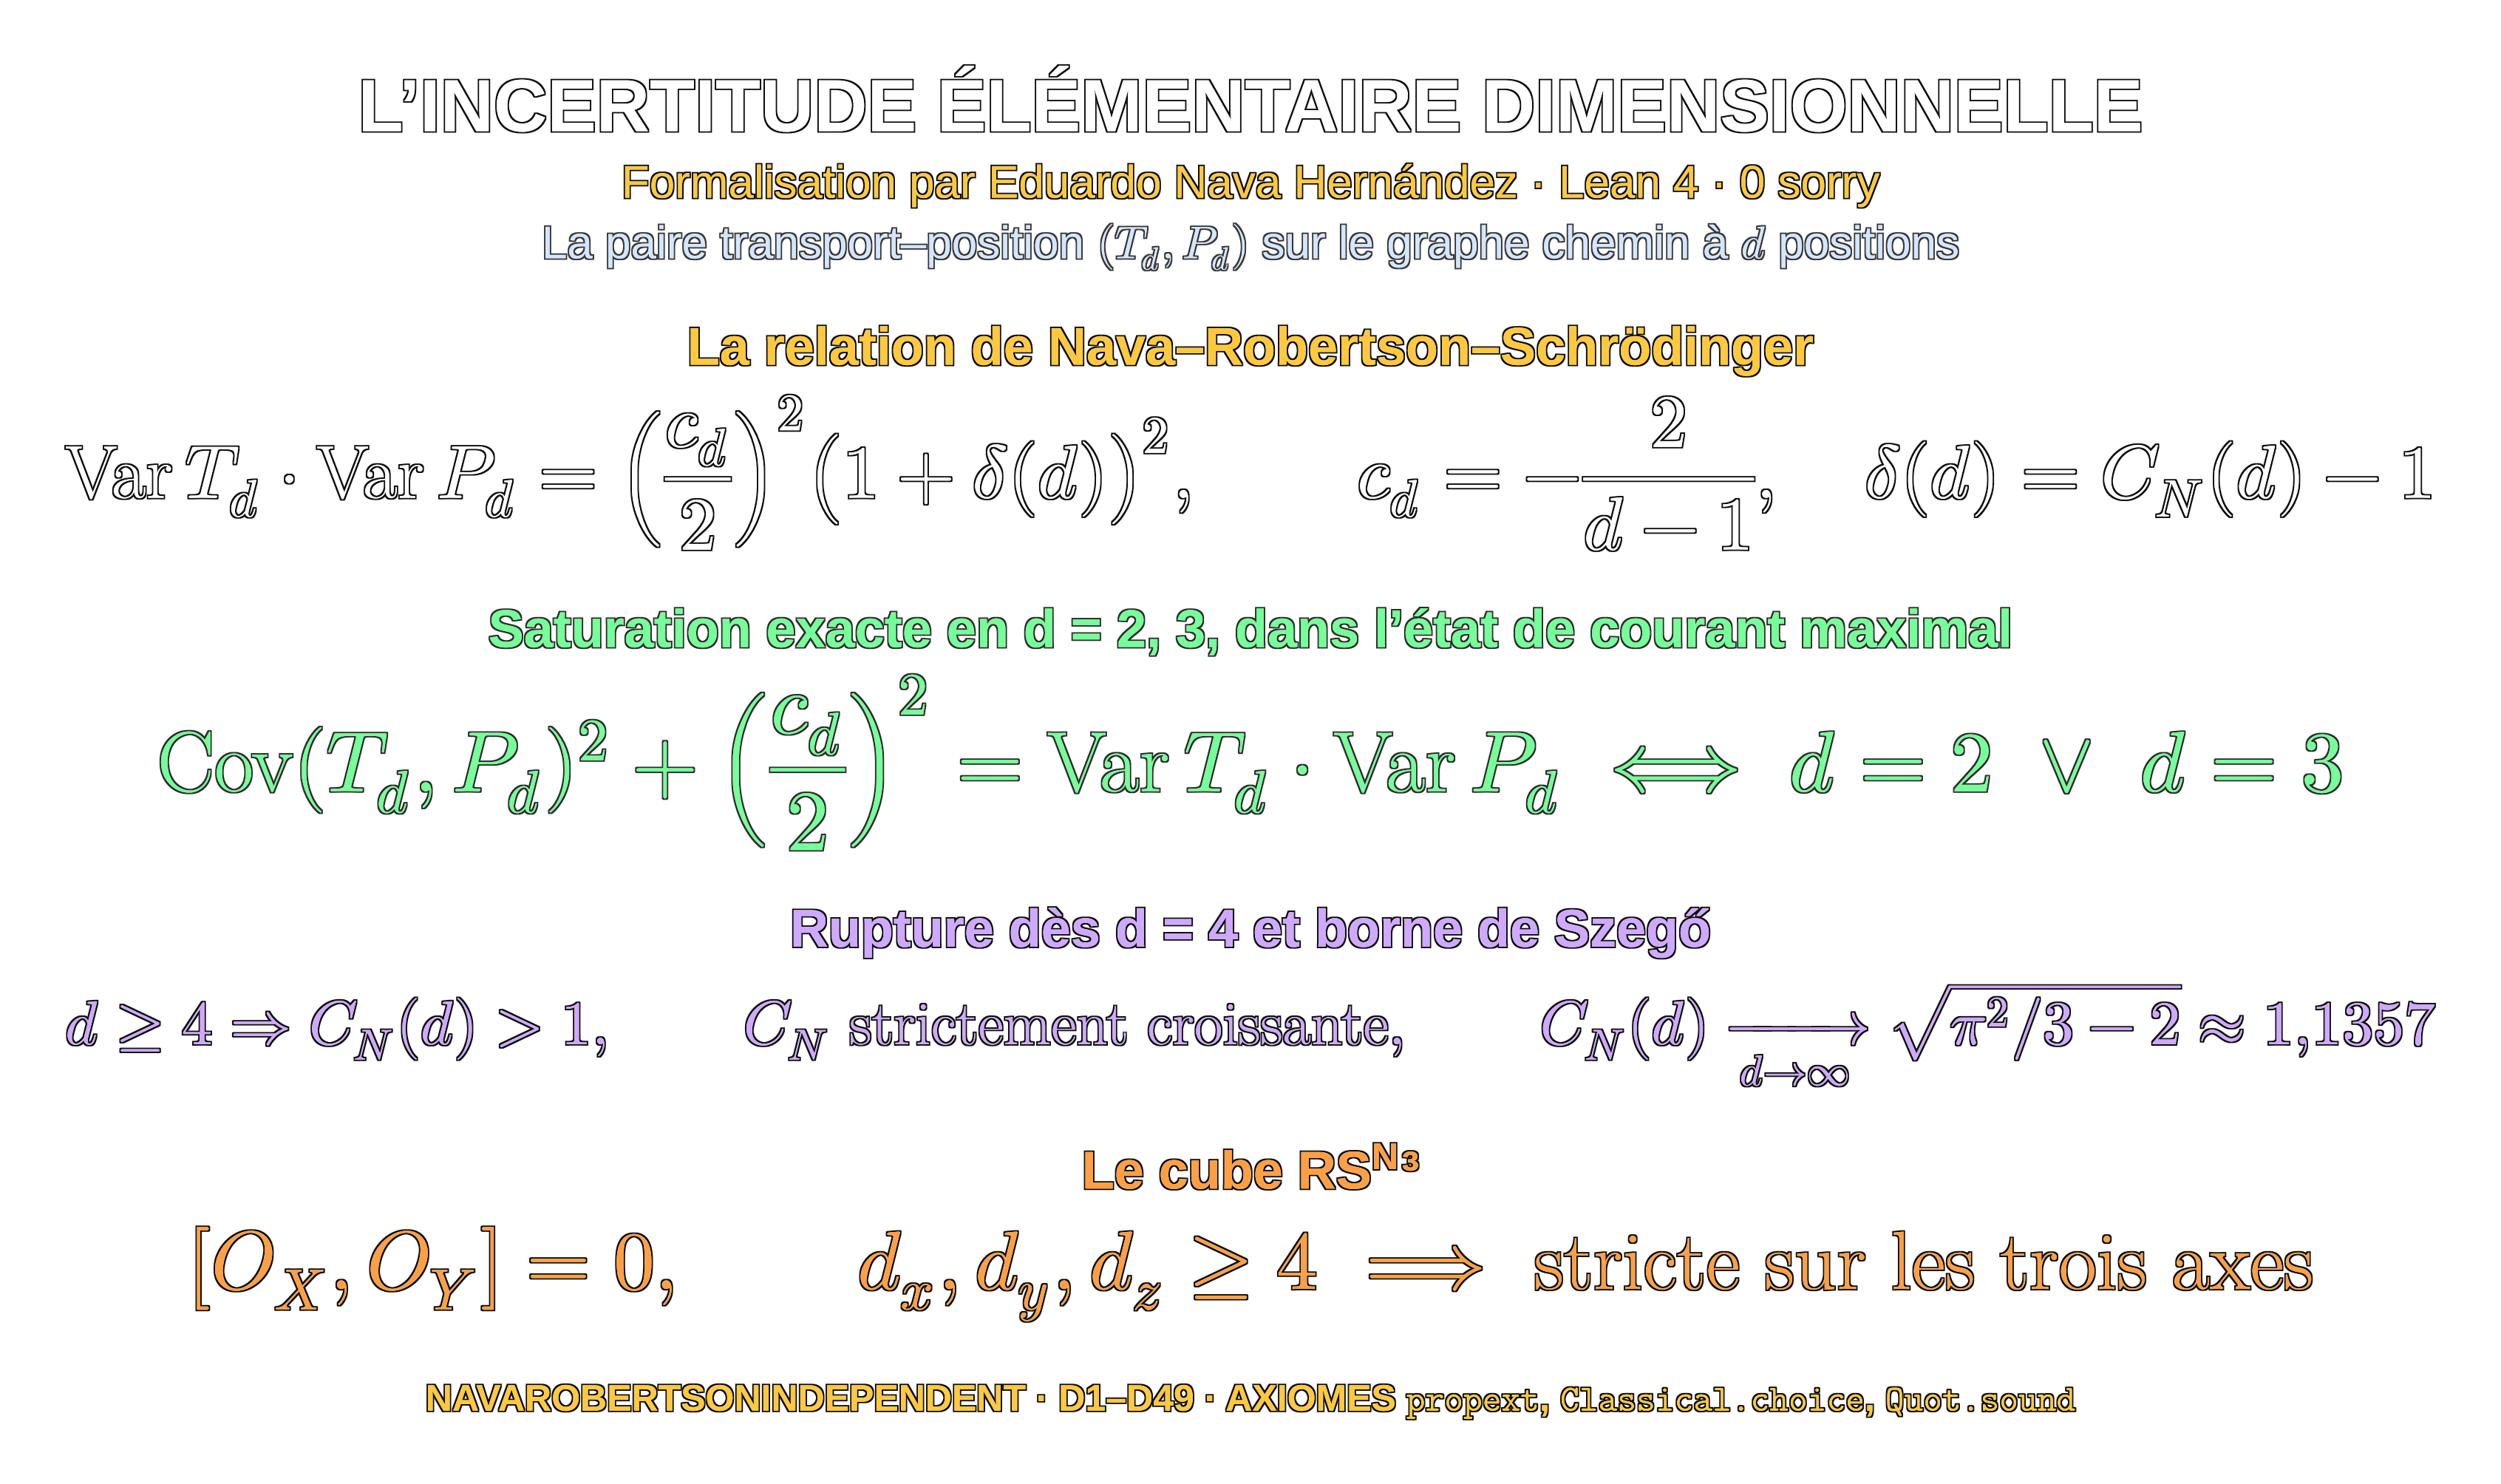 L’INCERTITUDE ÉLÉMENTAIRE DIMENSIONNELLE
Formalisation par Eduardo Nava Hernández · Lean 4 · 0 sorry
La paire transport–position (T_d, P_d) sur le graphe chemin à d positions
La relation de Nava–Robertson–Schrödinger
Var T_d · Var P_d = (c_d/2)^2 (1 + δ(d))^2, c_d = −2/(d − 1), δ(d) = C_N(d) − 1
Saturation exacte en d = 2, 3, dans l’état de courant maximal
Cov(T_d, P_d)^2 + (c_d/2)^2 = Var T_d · Var P_d ⟺ d = 2 ∨ d = 3
Rupture dès d = 4 et borne de Szegő
d ≥ 4 ⇒ C_N(d) > 1, C_N strictement croissante, C_N(d) ⟶_{d→∞} √(π^2/3 − 2) ≈ 1,1357
Le cube RS^{N₃}
[O_X, O_Y] = 0, d_x, d_y, d_z ≥ 4 ⟹ stricte sur les trois axes
NAVAROBERTSONINDEPENDENT · D1–D49 · AXIOMES propext, Classical.choice, Quot.sound